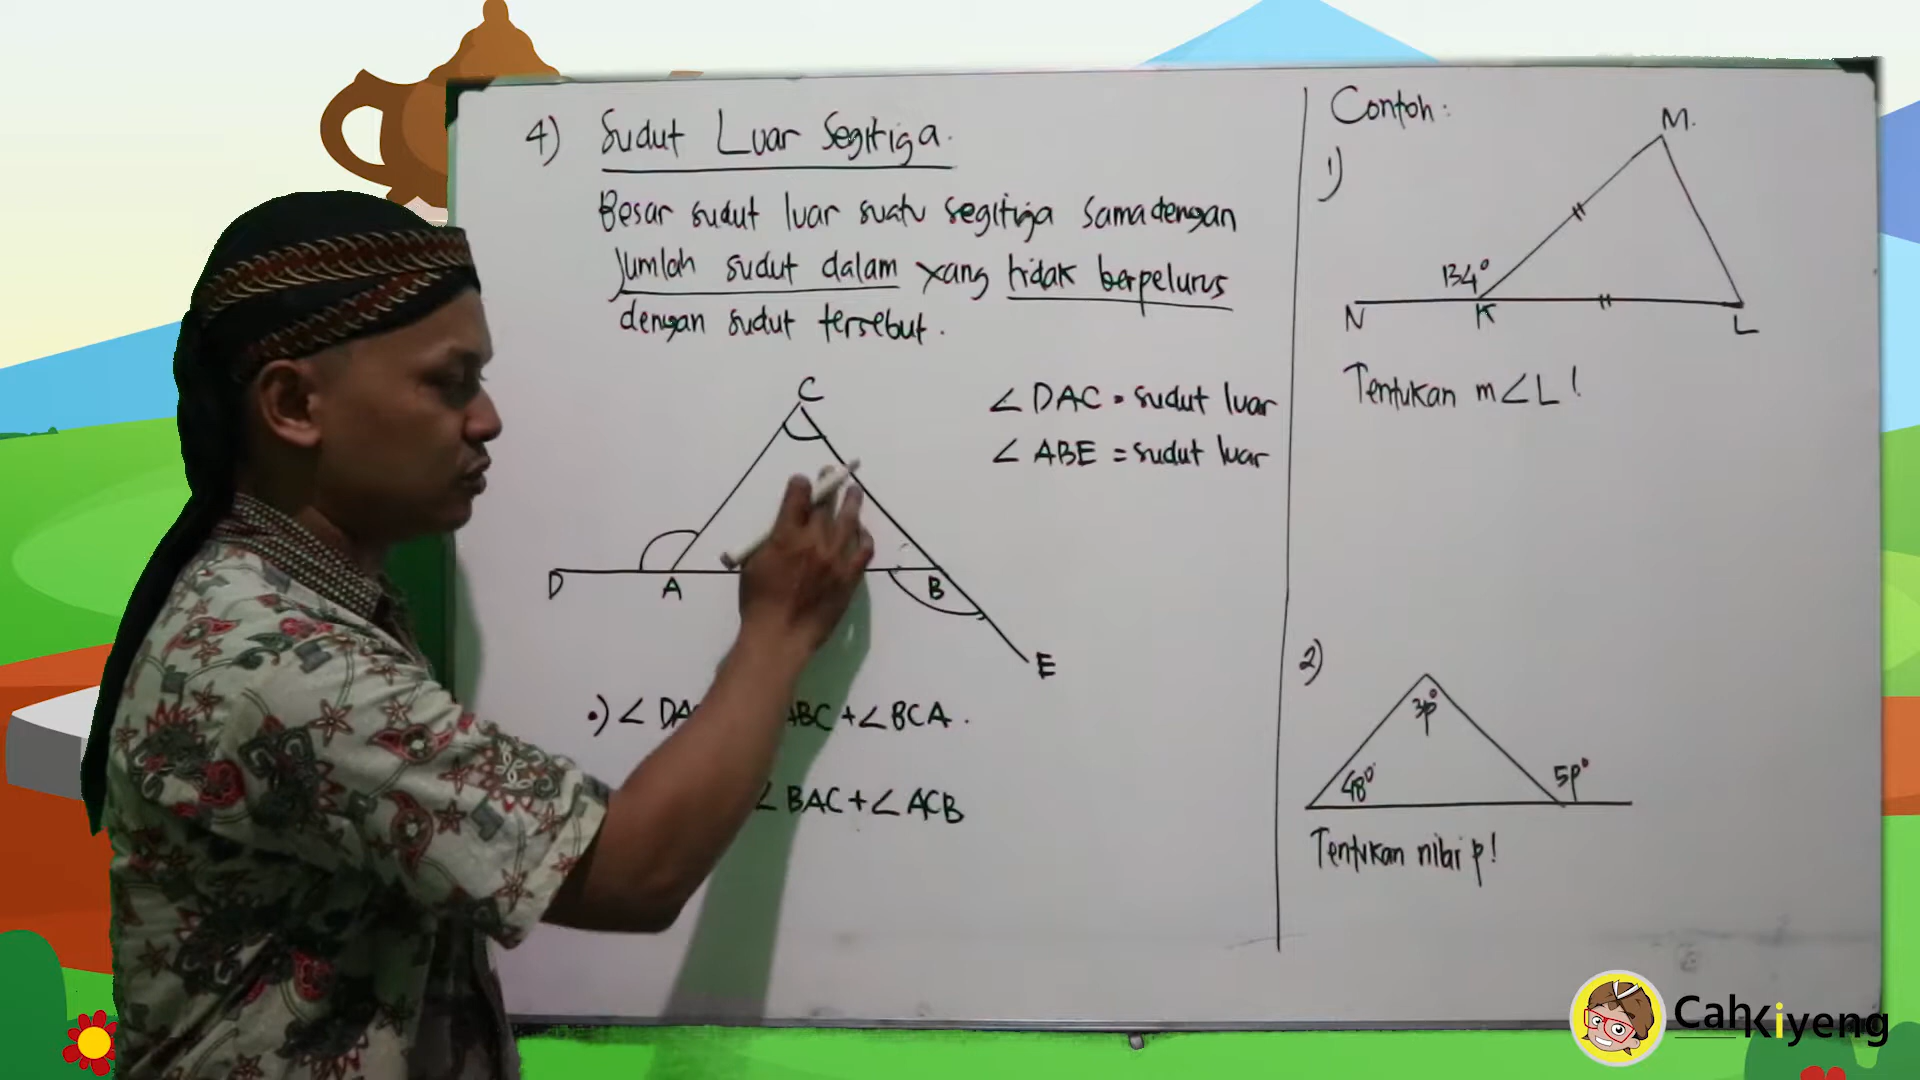 4) Sudut Luar Segitiga.
Besar sudut luar suatu segitiga sama dengan
jumlah sudut dalam yang tidak berpelurus
dengan sudut tersebut.
C
D
A
B
E
∠ DAC = sudut luar
∠ ABE = sudut luar
•) ∠ DA ABC + ∠ BCA.
∠ BAC + ∠ ACB
Contoh:
1)
M.
134°
N
K
L
Tentukan m∠L!
2)
3p°
48°
5p°
Tentukan nilai p!
CahKiyeng